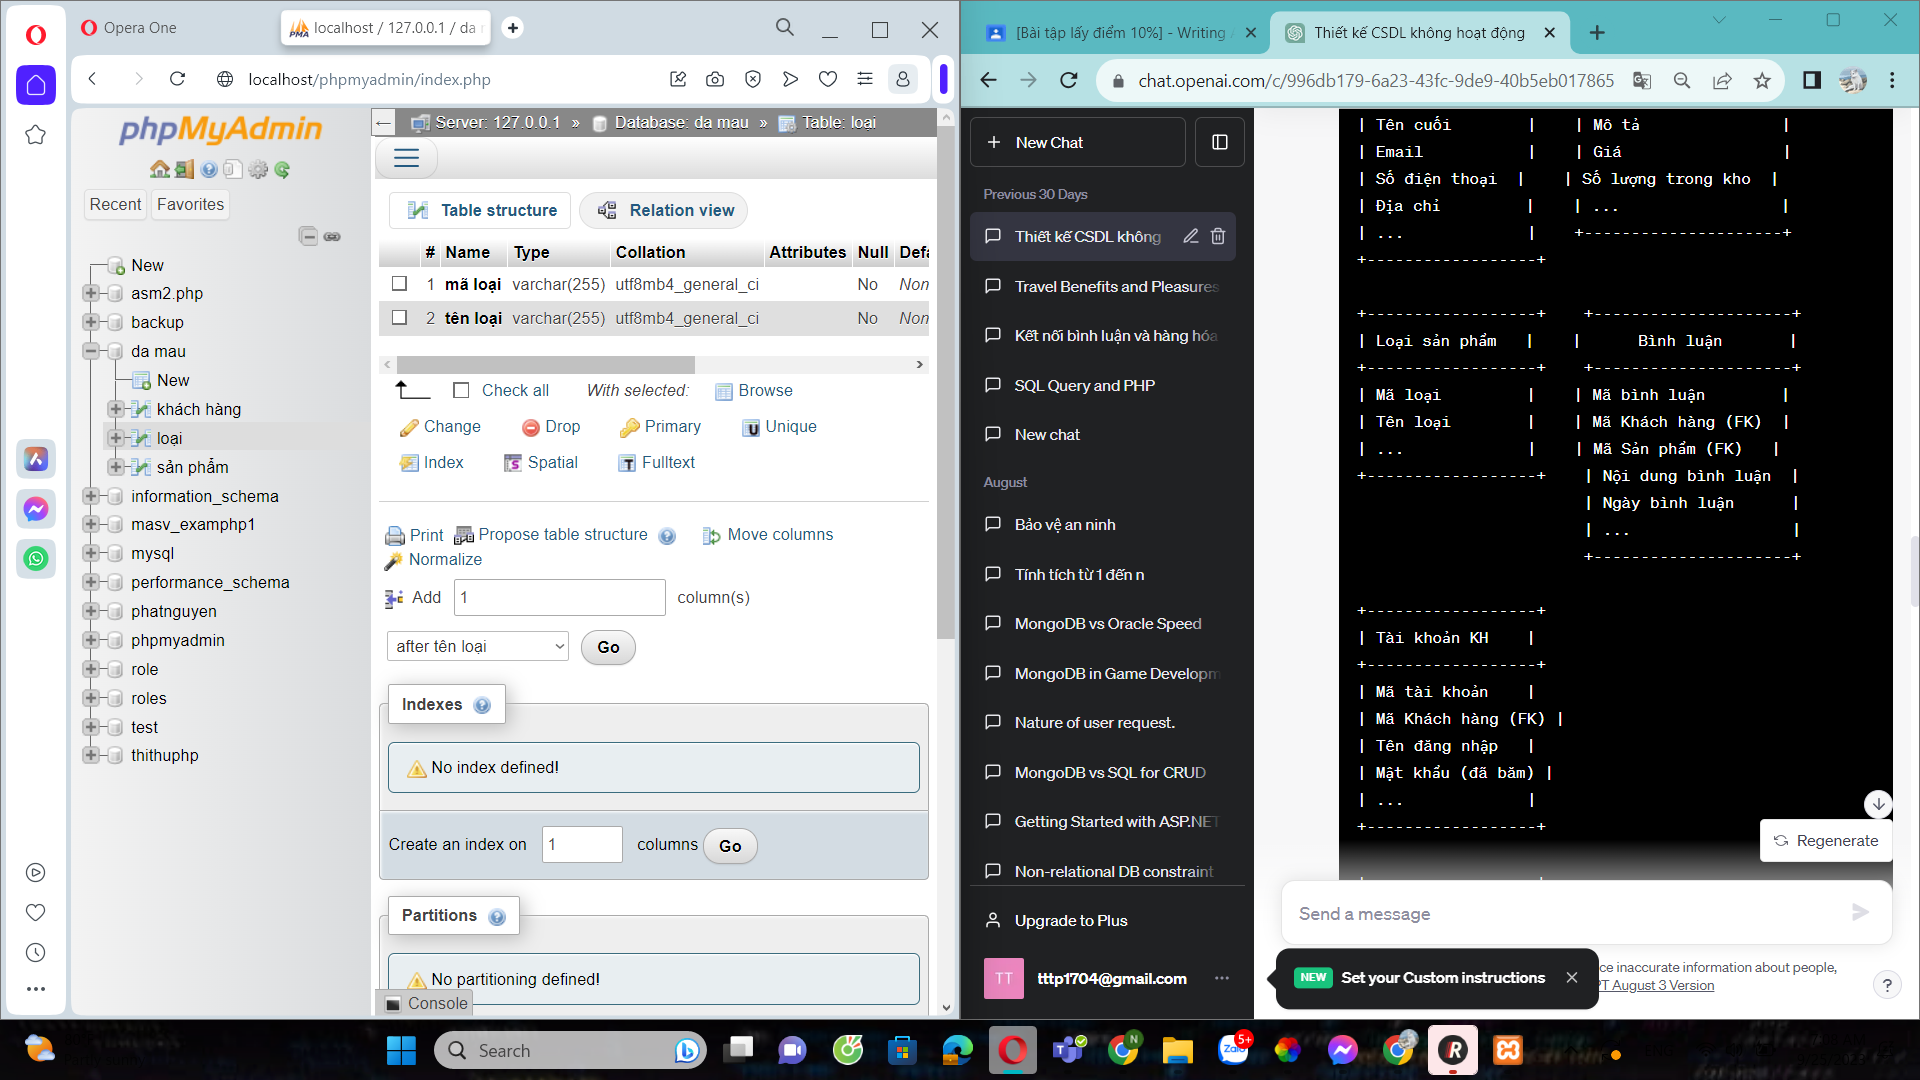 Opera One
localhost / 127.0.0.1 / da
localhost/phpmyadmin/index.php
phpMyAdmin
Recent
Favorites
New
asm2.php
backup
da mau
New
khách hàng
loại
sản phẩm
information_schema
masv_examphp1
mysql
performance_schema
phatnguyen
phpmyadmin
role
roles
test
thithuphp
Server: 127.0.0.1 » Database: da mau » Table: loại
Table structure
Relation view
# Name Type Collation Attributes Null Defa
1 mã loại varchar(255) utf8mb4_general_ci No Non
2 tên loại varchar(255) utf8mb4_general_ci No Non
Check all With selected: Browse
Change Drop Primary Unique
Index Spatial Fulltext
Print Propose table structure Move columns
Normalize
Add 1 column(s)
after tên loại Go
Indexes
No index defined!
Create an index on 1 columns Go
Partitions
No partitioning defined!
Console
[Bài tập lấy điểm 10%] - Writing
Thiết kế CSDL không hoạt động
chat.openai.com/c/996db179-6a23-43fc-9de9-40b5eb017865
New Chat
Previous 30 Days
Thiết kế CSDL không
Travel Benefits and Pleasures
Kết nối bình luận và hàng hóa
SQL Query and PHP
New chat
August
Bảo vệ an ninh
Tính tích từ 1 đến n
MongoDB vs Oracle Speed
MongoDB in Game Developm
Nature of user request.
MongoDB vs SQL for CRUD
Getting Started with ASP.NET
Non-relational DB constraint
Upgrade to Plus
TT
tttp1704@gmail.com
| Tên cuối | | Mô tả |
| Email | | Giá |
| Số điện thoại | | Số lượng trong kho |
| Địa chỉ | | ... |
| ... | +---------------------+
+------------------+
+------------------+ +---------------------+
| Loại sản phẩm | | Bình luận |
+------------------+ +---------------------+
| Mã loại | | Mã bình luận |
| Tên loại | | Mã Khách hàng (FK) |
| ... | | Mã Sản phẩm (FK) |
+------------------+ | Nội dung bình luận |
| Ngày bình luận |
| ... |
+---------------------+
+------------------+
| Tài khoản KH |
+------------------+
| Mã tài khoản |
| Mã Khách hàng (FK) |
| Tên đăng nhập |
| Mật khẩu (đã băm) |
| ... |
+------------------+
Regenerate
Send a message
NEW Set your Custom instructions
ce inaccurate information about people,
PT August 3 Version
?
Search
Zalo
5+
N